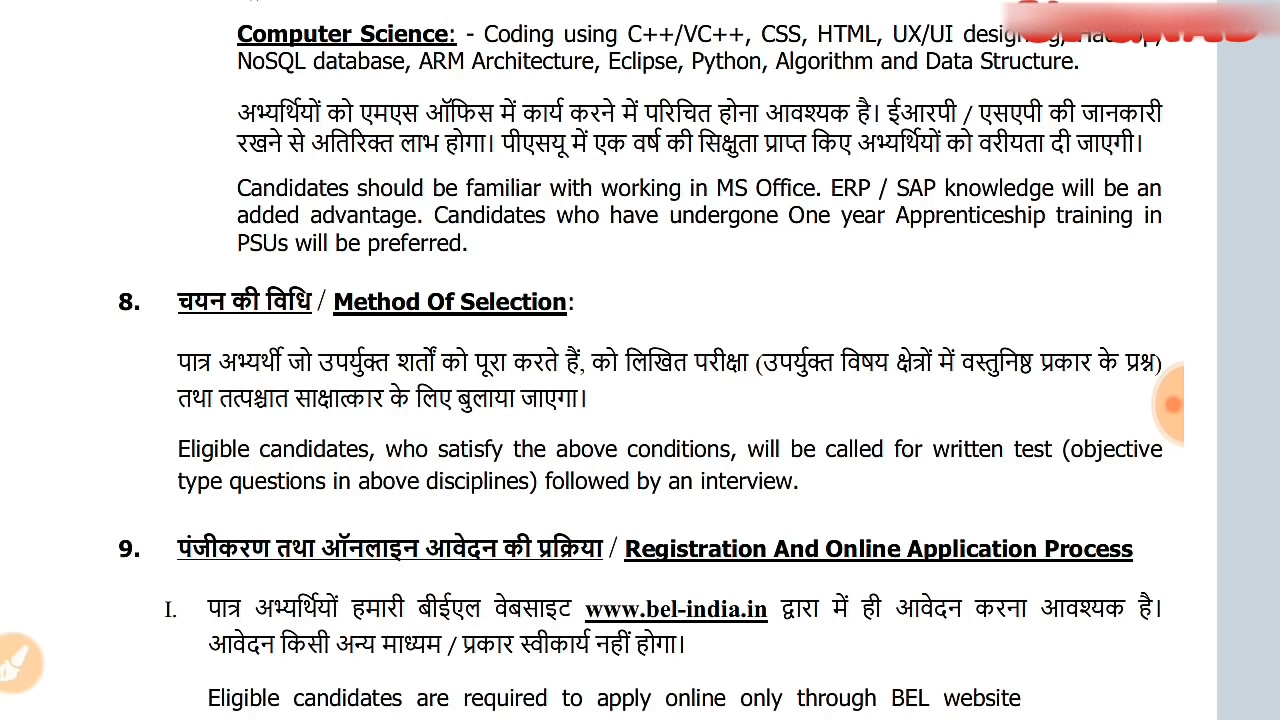 Computer Science: - Coding using C++/VC++, CSS, HTML, UX/UI
NoSQL database, ARM Architecture, Eclipse, Python, Algorithm and Data Structure.
अभ्यर्थियों को एमएस ऑफिस में कार्य करने में परिचित होना आवश्यक है। ईआरपी / एसएपी की जानकारी
रखने से अतिरिक्त लाभ होगा। पीएसयू में एक वर्ष की सिक्षुता प्राप्त किए अभ्यर्थियों को वरीयता दी जाएगी।
Candidates should be familiar with working in MS Office. ERP / SAP knowledge will be an
added advantage. Candidates who have undergone One year Apprenticeship training in
PSUs will be preferred.
8. चयन की विधि / Method Of Selection:
पात्र अभ्यर्थी जो उपर्युक्त शर्तों को पूरा करते हैं, को लिखित परीक्षा (उपर्युक्त विषय क्षेत्रों में वस्तुनिष्ठ प्रकार के प्रश्न)
तथा तत्पश्चात साक्षात्कार के लिए बुलाया जाएगा।
Eligible candidates, who satisfy the above conditions, will be called for written test (objective
type questions in above disciplines) followed by an interview.
9. पंजीकरण तथा ऑनलाइन आवेदन की प्रक्रिया / Registration And Online Application Process
I. पात्र अभ्यर्थियों हमारी बीईएल वेबसाइट www.bel-india.in द्वारा में ही आवेदन करना आवश्यक है।
आवेदन किसी अन्य माध्यम / प्रकार स्वीकार्य नहीं होगा।
Eligible candidates are required to apply online only through BEL website